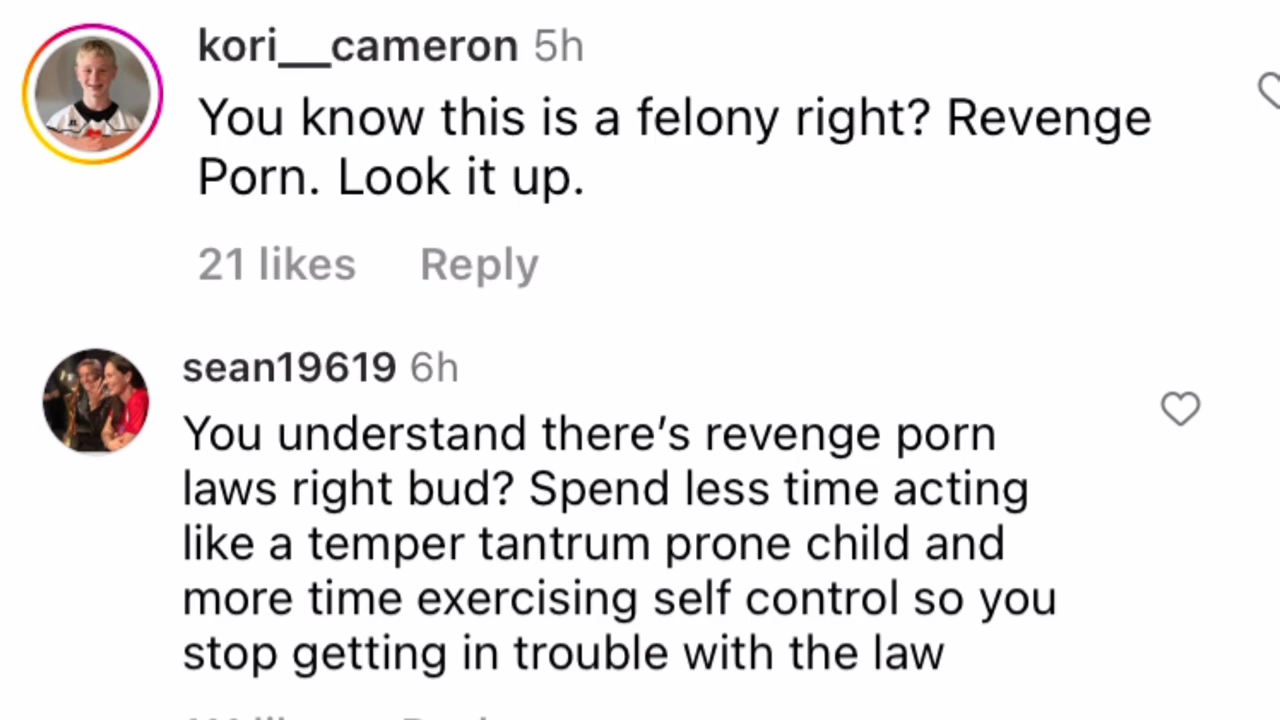 kori__cameron 5h
You know this is a felony right? Revenge
Porn. Look it up.
21 likes Reply
sean19619 6h
You understand there’s revenge porn
laws right bud? Spend less time acting
like a temper tantrum prone child and
more time exercising self control so you
stop getting in trouble with the law